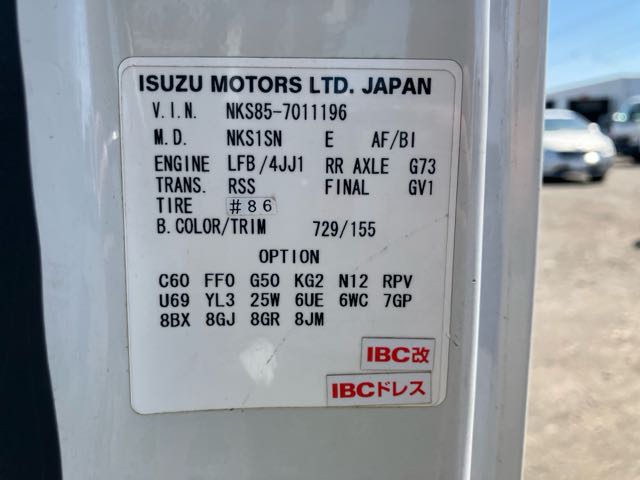 ISUZU MOTORS LTD. JAPAN
V.I.N. NKS85-7011196
M.D. NKS1SN E AF/BI
ENGINE LFB/4JJ1 RR AXLE G73
TRANS. RSS FINAL GV1
TIRE #86
B.COLOR/TRIM 729/155
OPTION
C60 FF0 G50 KG2 N12 RPV
U69 YL3 25W 6UE 6WC 7GP
8BX 8GJ 8GR 8JM
IBC改
IBCドレス